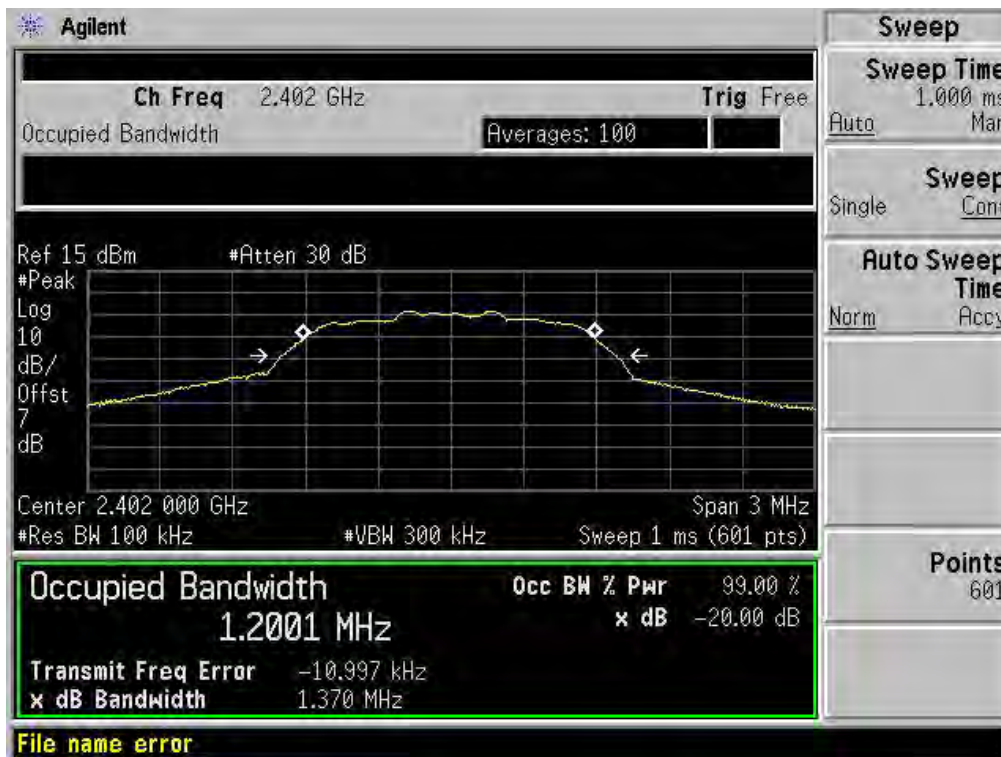 Agilent
Ch Freq 2.402 GHz Trig Free
Occupied Bandwidth Averages: 100
Ref 15 dBm #Atten 30 dB
#Peak
Log
10
dB/
Offst
7
dB
Center 2.402 000 GHz Span 3 MHz
#Res BW 100 kHz #VBW 300 kHz Sweep 1 ms (601 pts)
Occupied Bandwidth Occ BW % Pwr 99.00 %
1.2001 MHz x dB -20.00 dB
Transmit Freq Error -10.997 kHz
x dB Bandwidth 1.370 MHz
File name error
Sweep
Sweep Time
1.000 ms
Auto Man
Sweep
Single Cont
Auto Sweep
Time
Norm Accy
Points
601